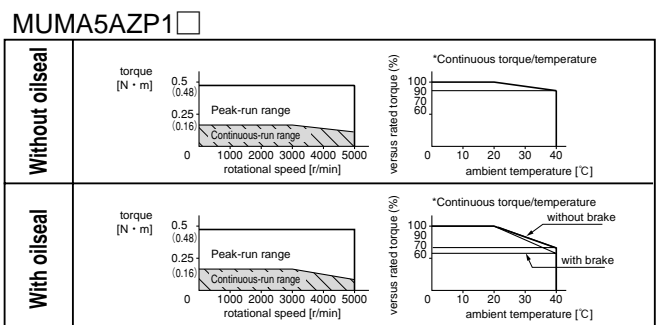 MUMA5AZP1□
Without oilseal
torque
[N・m]
0.5
(0.48)
0.25
(0.16)
0
Peak-run range
Continuous-run range
1000 2000 3000 4000 5000
rotational speed [r/min]
*Continuous torque/temperature
versus rated torque (%)
100
90
70
60
0 10 20 30 40
ambient temperature [℃]
With oilseal
torque
[N・m]
0.5
(0.48)
0.25
(0.16)
0
Peak-run range
Continuous-run range
1000 2000 3000 4000 5000
rotational speed [r/min]
*Continuous torque/temperature
versus rated torque (%)
100
90
70
60
without brake
with brake
0 10 20 30 40
ambient temperature [℃]